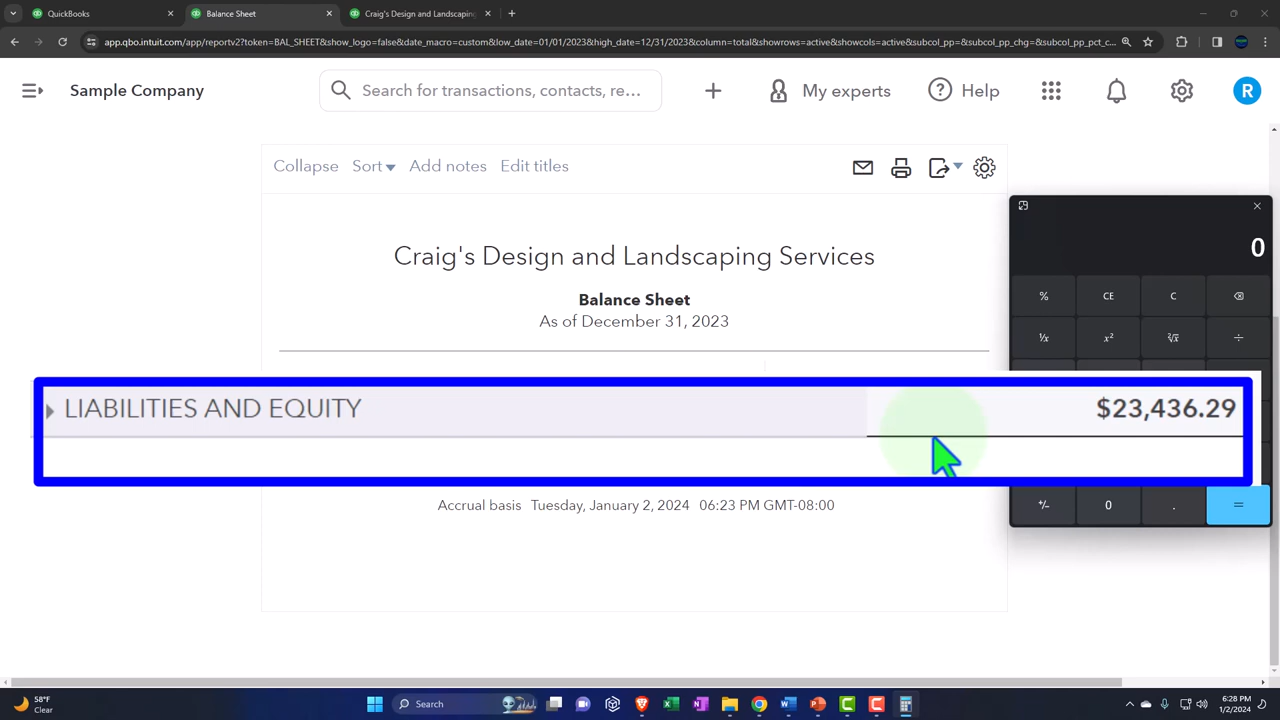 QuickBooks
Balance Sheet
Craig's Design and Landscaping
app.qbo.intuit.com/app/reportv2?token=BAL_SHEET&show_logo=false&date_macro=custom&low_date=01/01/2023&high_date=12/31/2023&column=total&showrows=active&showcols=active&subcol_pp=&subcol_pp_chg=&subcol_pp_pct_c...
Sample Company
Search for transactions, contacts, re...
My experts
Help
R
Collapse Sort Add notes Edit titles
0
Craig's Design and Landscaping Services
% CE C
Balance Sheet
As of December 31, 2023
1/x x² ²√x ÷
LIABILITIES AND EQUITY $23,436.29
Accrual basis Tuesday, January 2, 2024 06:23 PM GMT-08:00
+/- 0 . =
58°F
Clear
Search
6:28 PM
1/2/2024